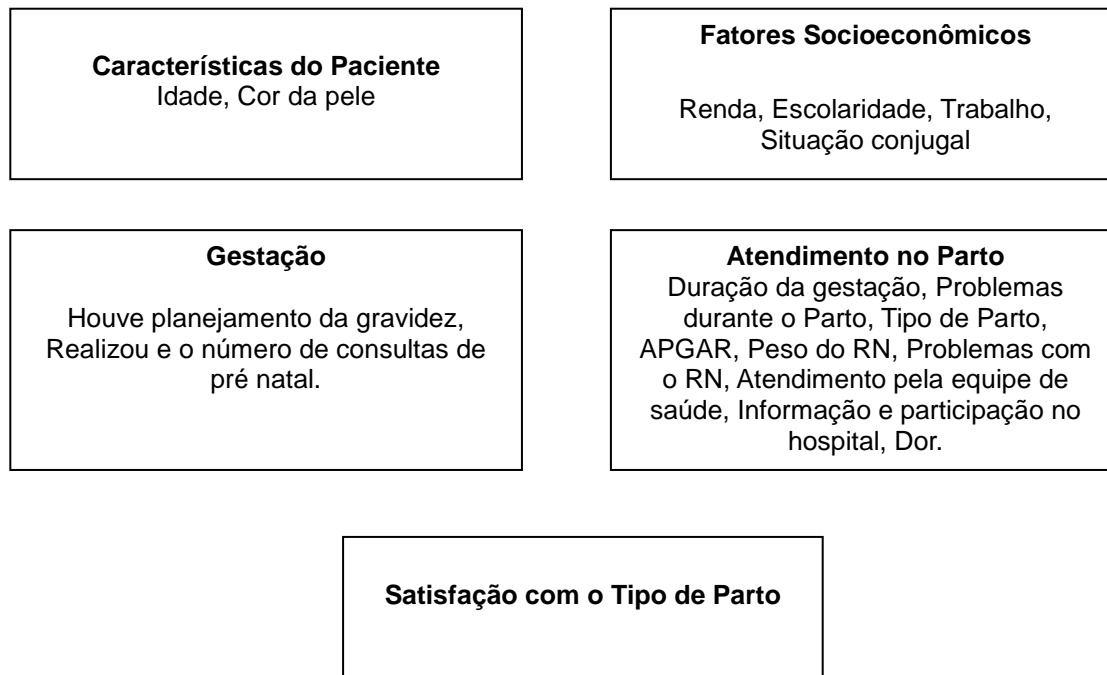 Características do Paciente
Idade, Cor da pele
Fatores Socioeconômicos
Renda, Escolaridade, Trabalho,
Situação conjugal
Gestação
Houve planejamento da gravidez,
Realizou e o número de consultas de
pré natal.
Atendimento no Parto
Duração da gestação, Problemas
durante o Parto, Tipo de Parto,
APGAR, Peso do RN, Problemas com
o RN, Atendimento pela equipe de
saúde, Informação e participação no
hospital, Dor.
Satisfação com o Tipo de Parto